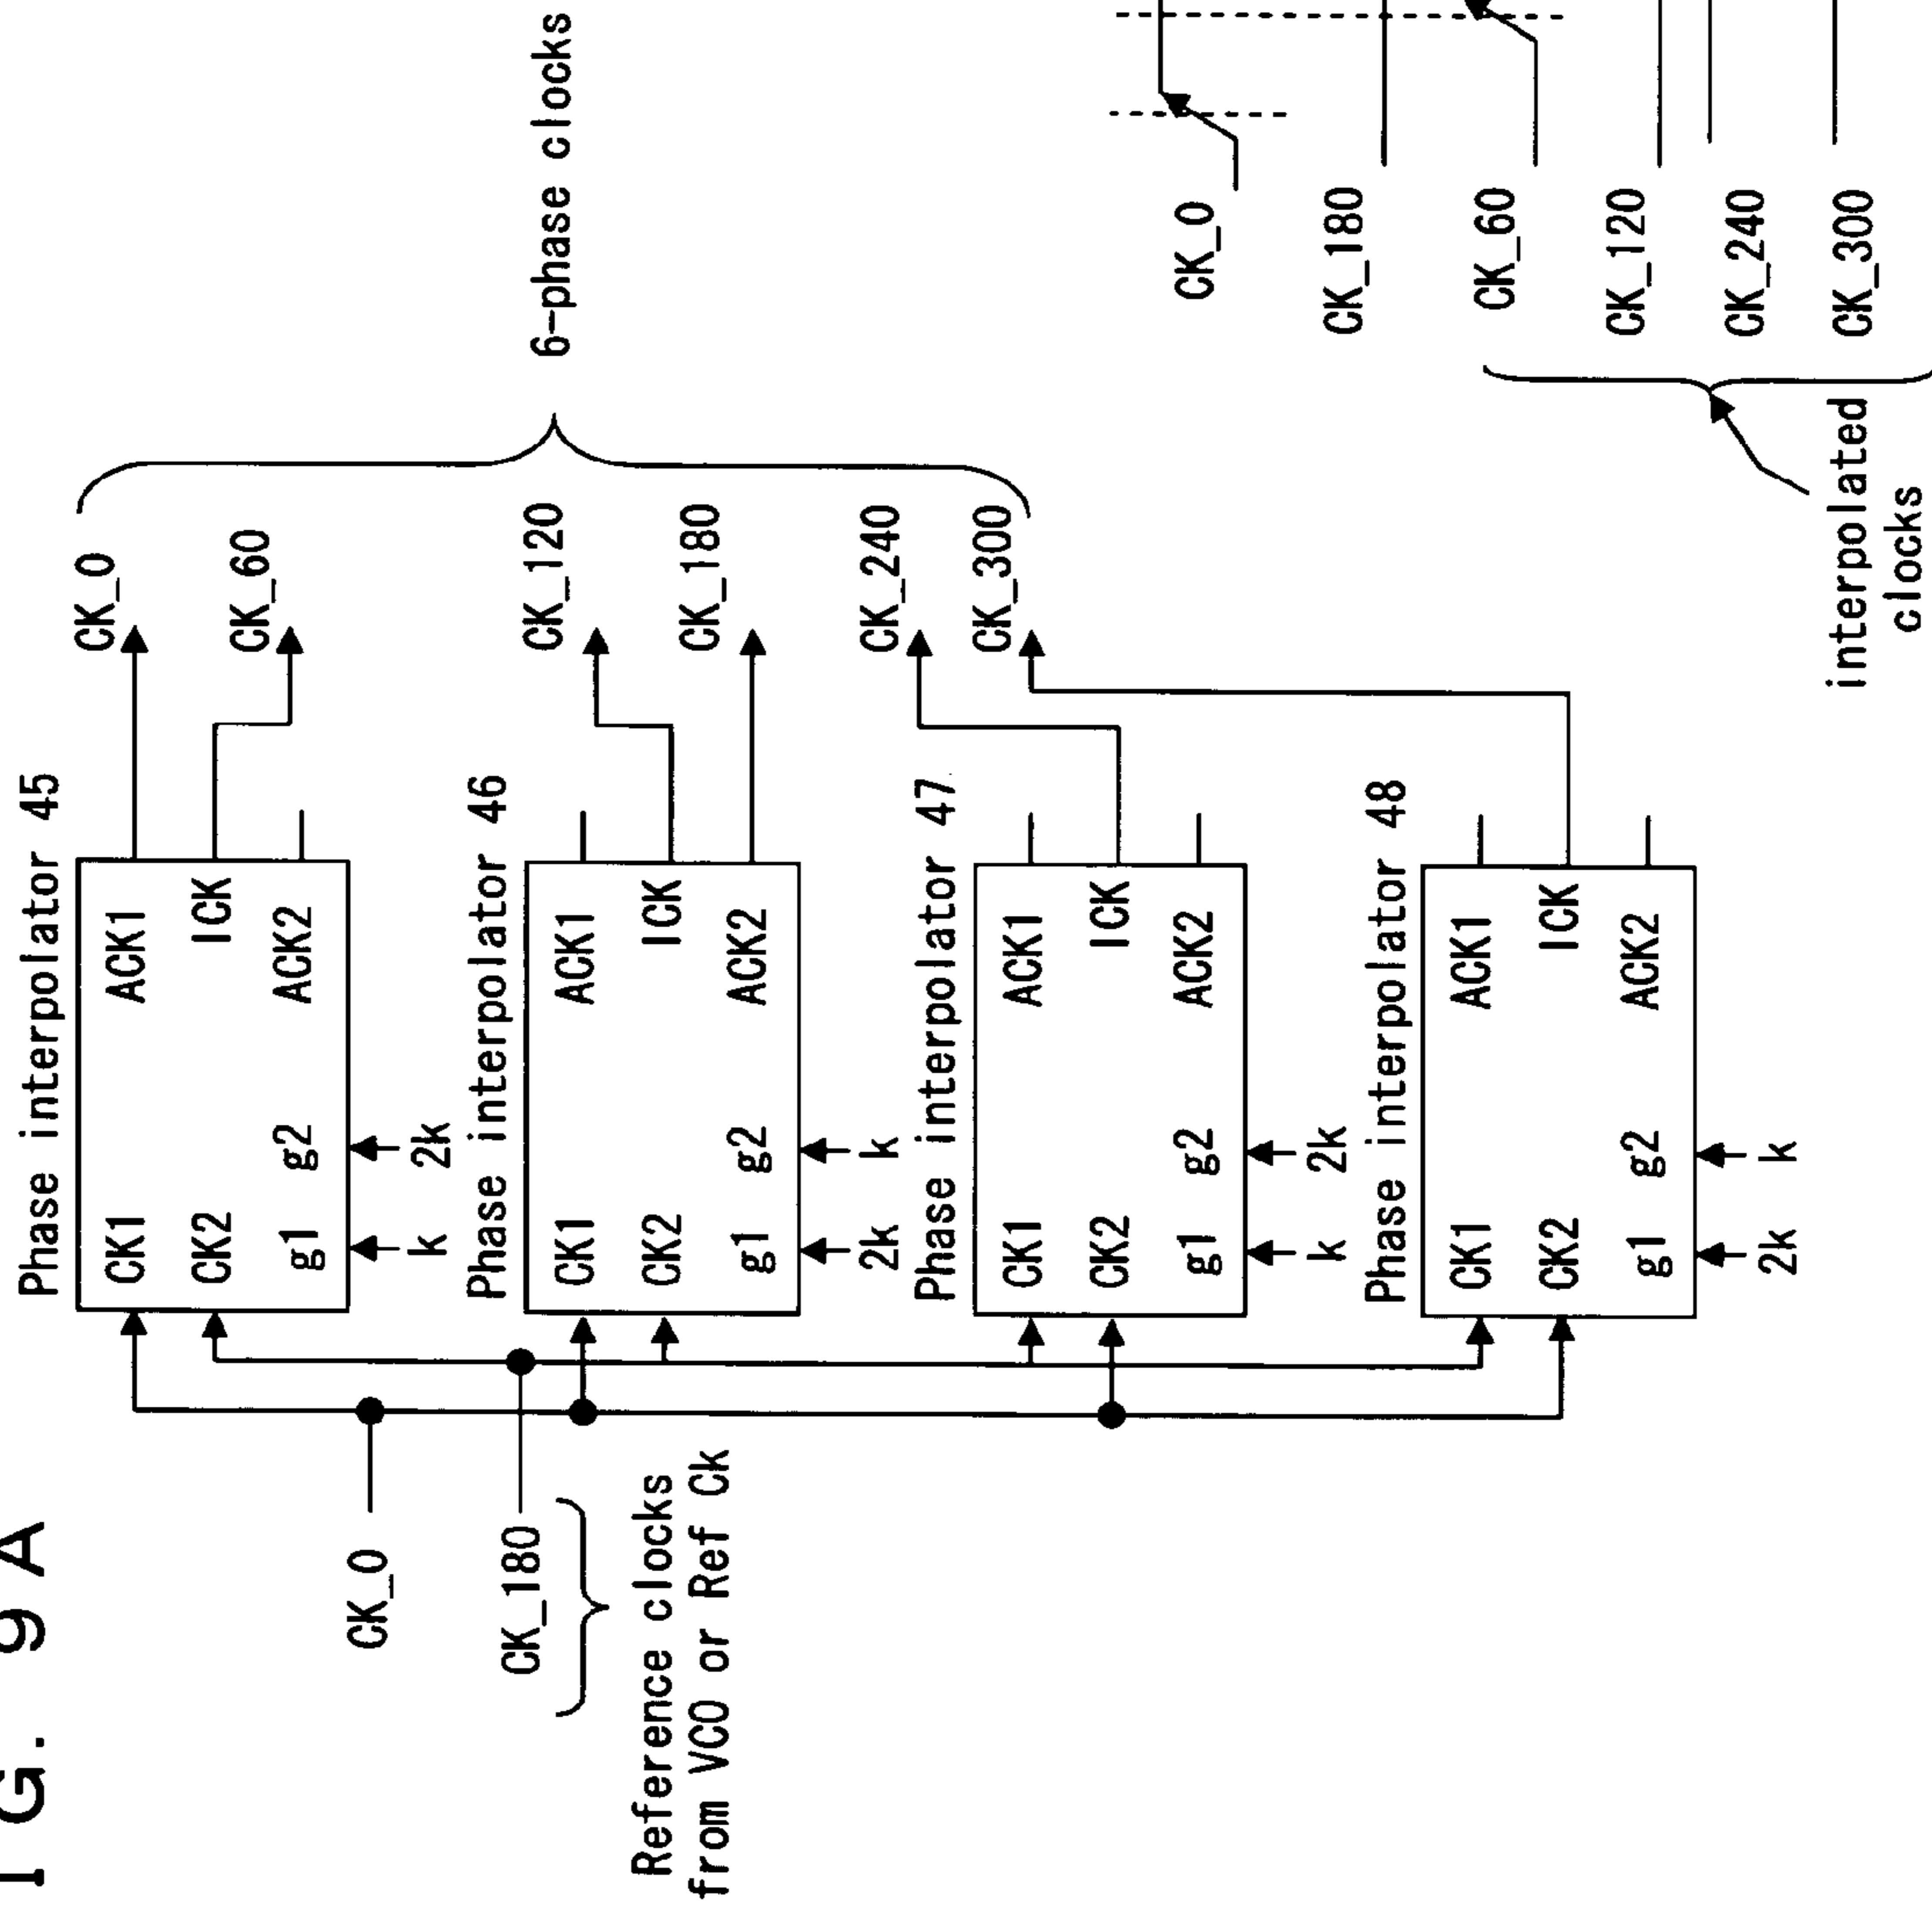 IG. 9 A
CK_0
CK_180
Reference clocks
from VCO or Ref Ck
Phase interpolator 45
CK1
ACK1
CK2
ICK
g1
g2
ACK2
k
2k
Phase interpolator 46
CK1
ACK1
CK2
ICK
g1
g2
ACK2
2k
k
Phase interpolator 47
CK1
ACK1
CK2
ICK
g1
g2
ACK2
k
2k
Phase interpolator 48
CK1
ACK1
CK2
ICK
g1
g2
ACK2
2k
k
CK_0
CK_60
CK_120
CK_180
CK_240
CK_300
6-phase clocks
CK_0
CK_180
CK_60
CK_120
CK_240
CK_300
interpolated
clocks